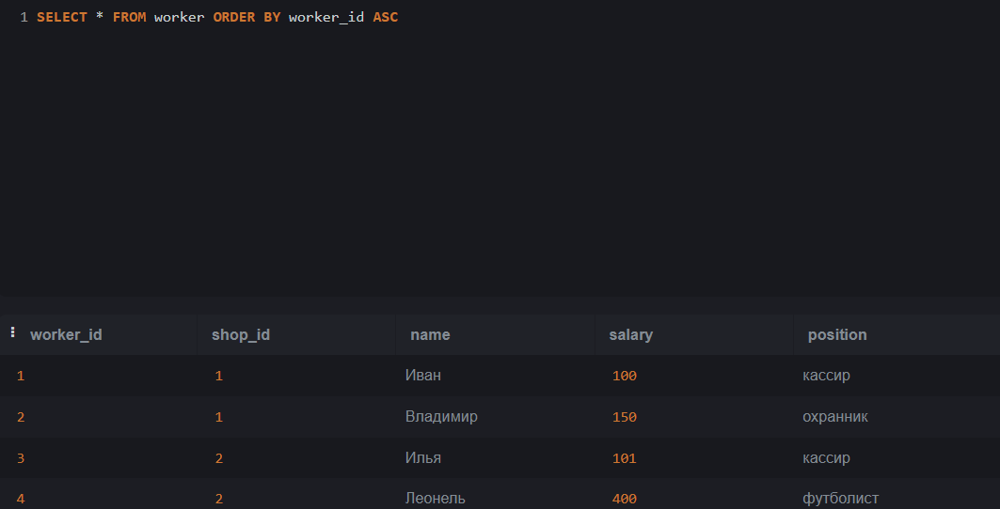 1 SELECT * FROM worker ORDER BY worker_id ASC
worker_id shop_id name salary position
1 1 Иван 100 кассир
2 1 Владимир 150 охранник
3 2 Илья 101 кассир
4 2 Леонель 400 футболист